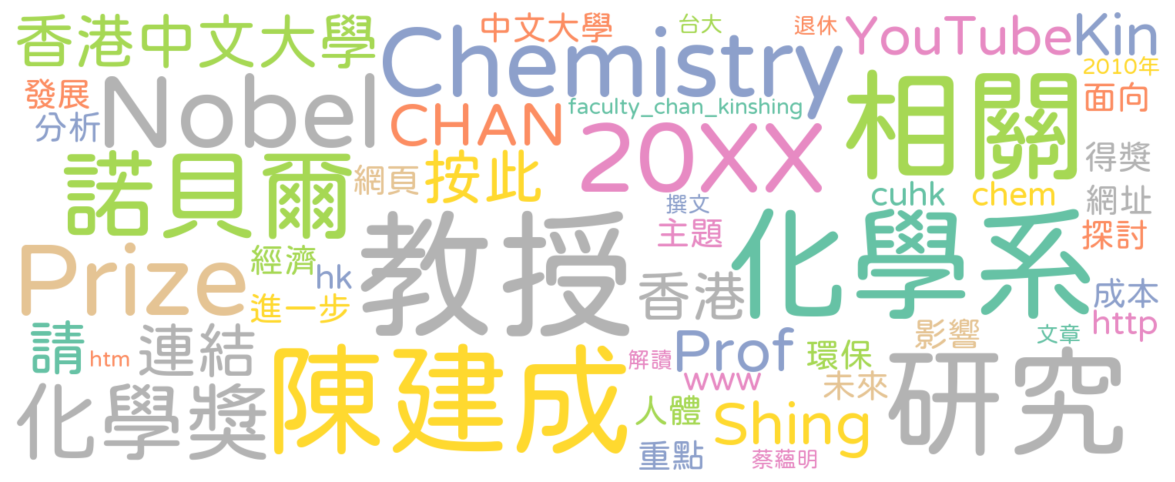 香港中文大學
中文大學
台大
退休
YouTube
Kin
Chemistry
2010年
發展
Nobel
CHAN
faculty_chan_kinshing
相關
面向
分析
20XX
諾貝爾
網頁
按此
得獎
cuhk
chem
網址
撰文
教授
主題
化學系
探討
Prize
經濟
hk
香港
成本
進一步
http
請
連結
Prof
環保
影響
文章
htm
陳建成
解讀
www
未來
研究
化學獎
人體
Shing
重點
蔡蘊明